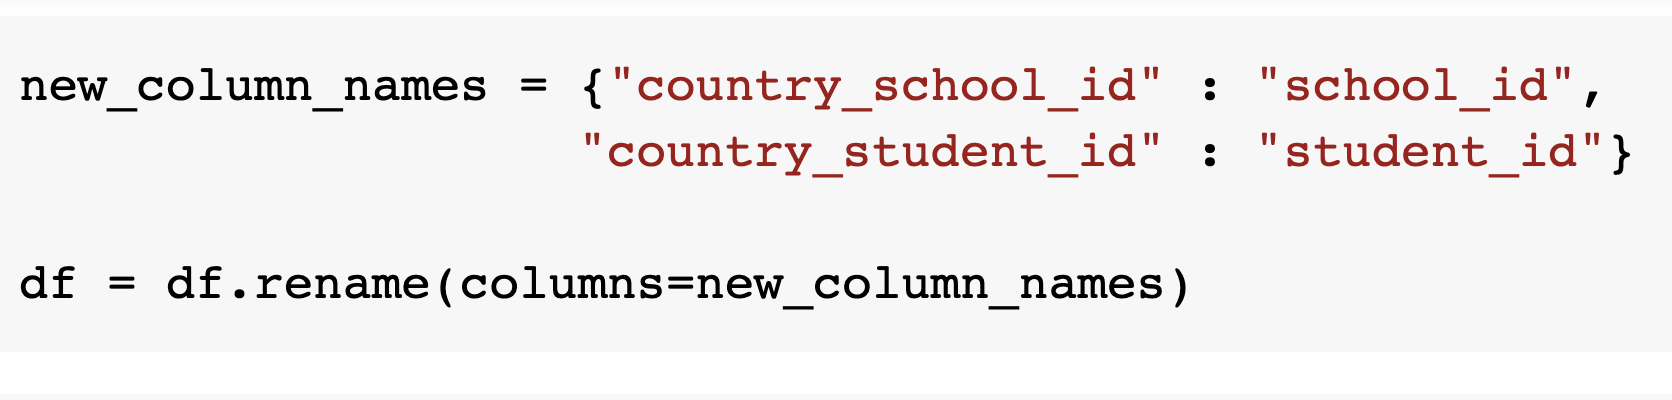 new_column_names = {"country_school_id" : "school_id",
                   "country_student_id" : "student_id"}
df = df.rename(columns=new_column_names)